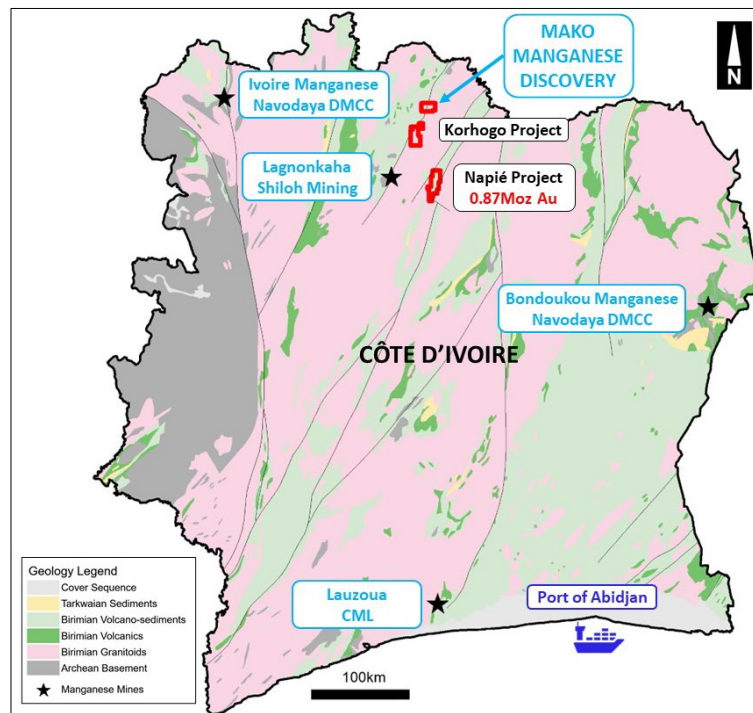 MAKO
MANGANESE
DISCOVERY
N
Ivoire Manganese
Navodaya DMCC
Korhogo Project
Lagnonkaha
Shiloh Mining
Napié Project
0.87Moz Au
Bondoukou Manganese
Navodaya DMCC
CÔTE D’IVOIRE
Lauzoua
CML
Port of Abidjan
Geology Legend
Cover Sequence
Tarkwaian Sediments
Birimian Volcano-sediments
Birimian Volcanics
Birimian Granitoids
Archean Basement
Manganese Mines
100km